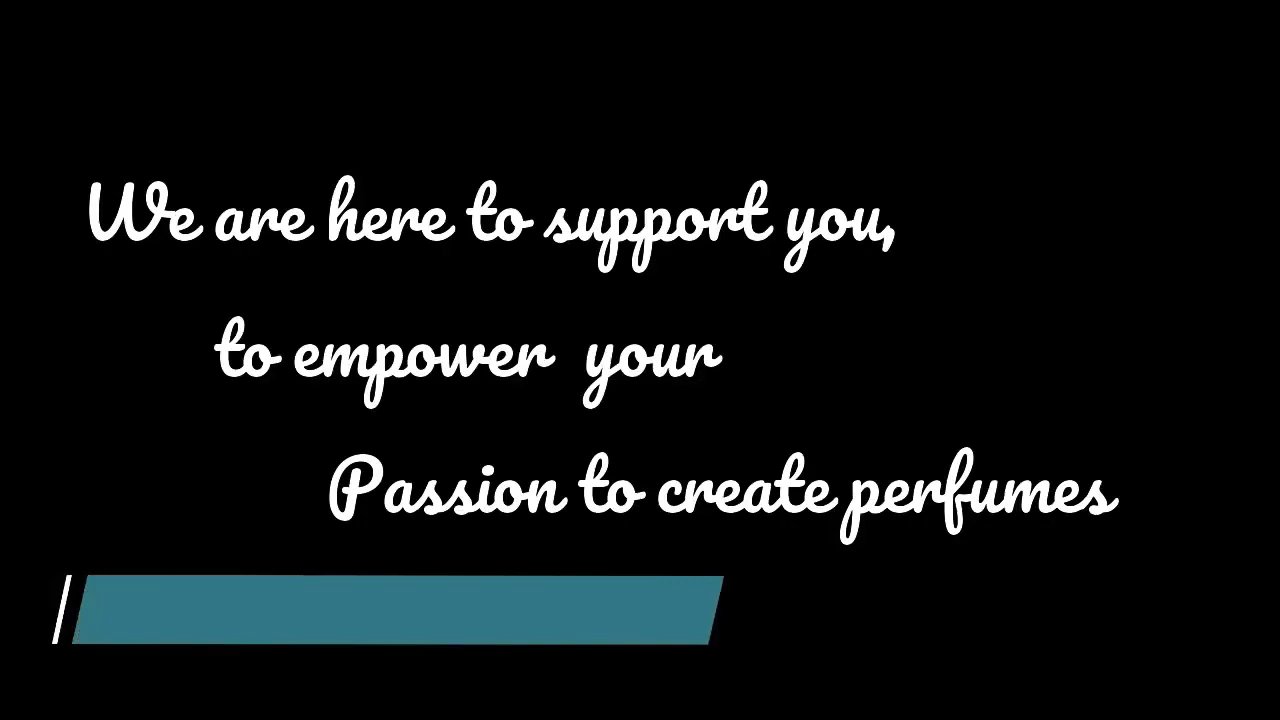 We are here to support you,
to empower your
Passion to create perfumes